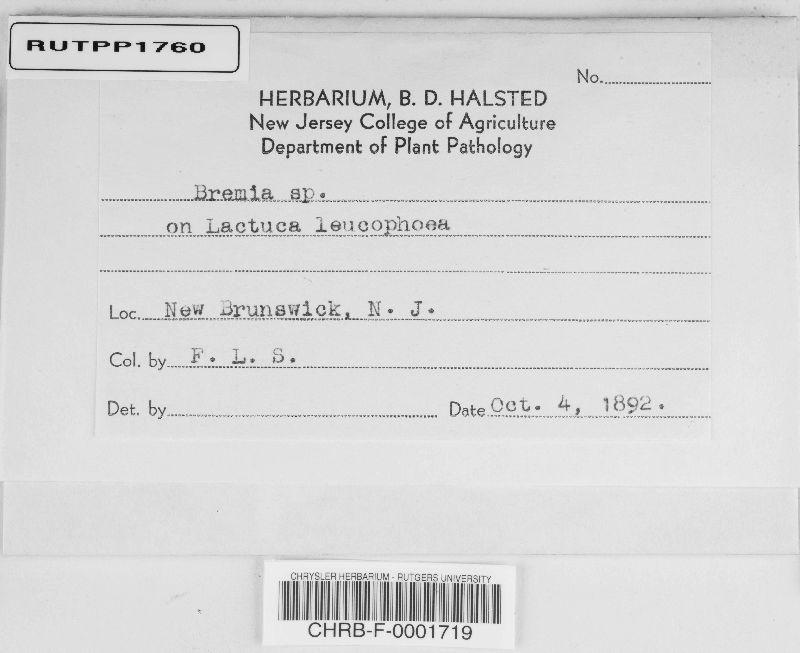 RUTPP1760
No.
HERBARIUM, B. D. HALSTED
New Jersey College of Agriculture
Department of Plant Pathology
Bremia sp.
on Lactuca leucophoea
Loc. New Brunswick, N. J.
Col. by F. L. S.
Det. by Date Oct. 4, 1892.
CHRYSLER HERBARIUM - RUTGERS UNIVERSITY
CHRB-F-0001719